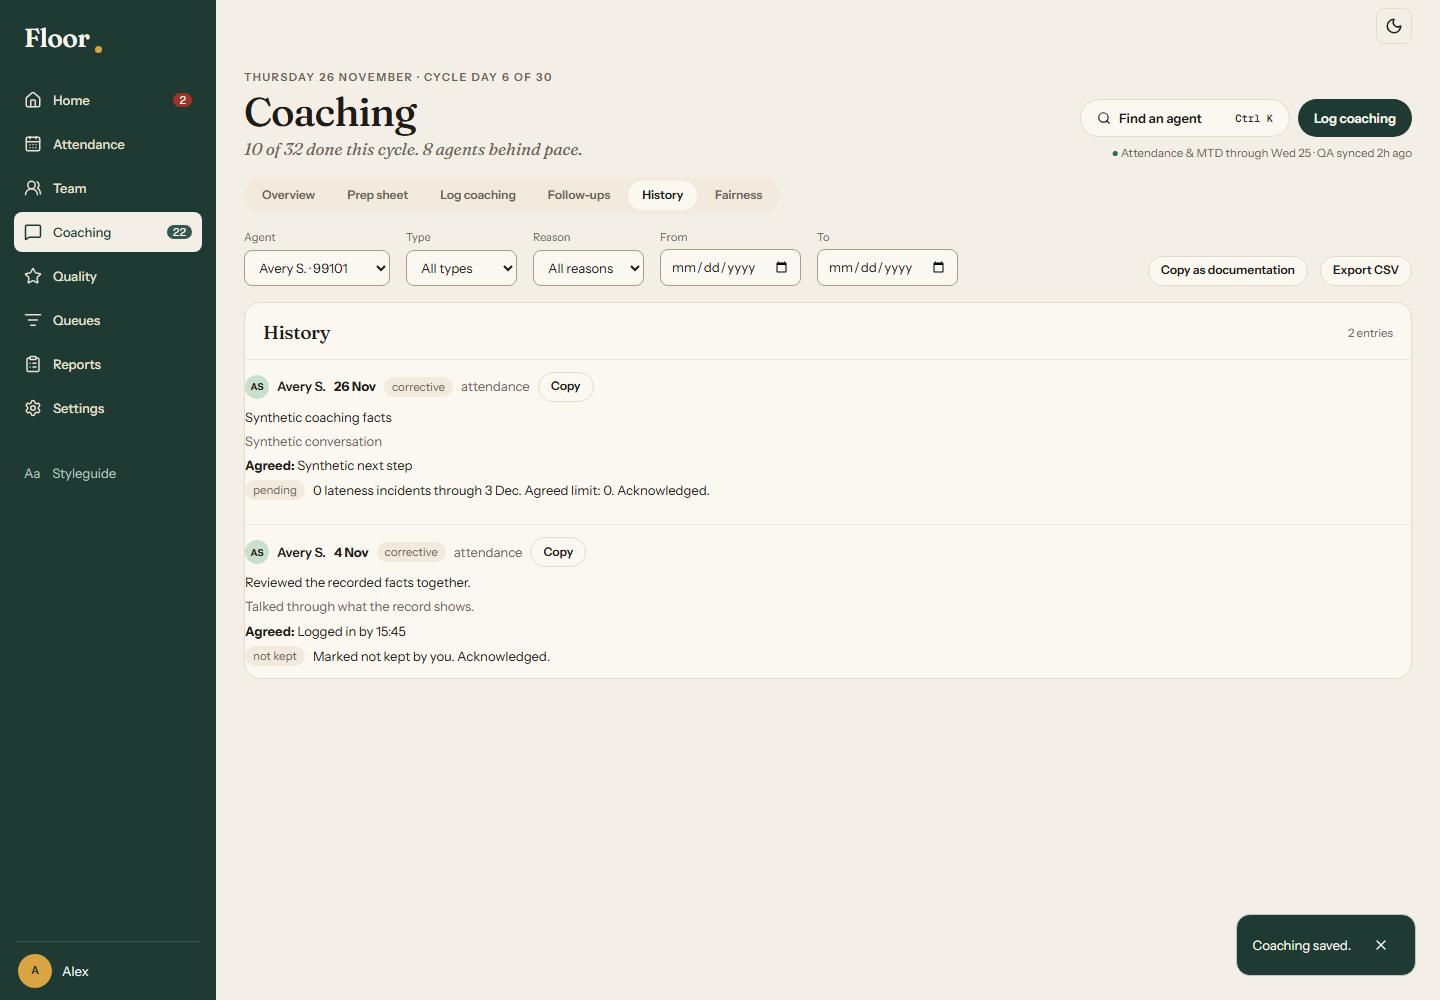 Floor.
Home 2
Attendance
Team
Coaching 22
Quality
Queues
Reports
Settings
Aa Styleguide
A Alex
THURSDAY 26 NOVEMBER · CYCLE DAY 6 OF 30
Coaching
10 of 32 done this cycle. 8 agents behind pace.
Find an agent Ctrl K
Log coaching
Attendance & MTD through Wed 25 · QA synced 2h ago
Overview Prep sheet Log coaching Follow-ups History Fairness
Agent Type Reason From To
Avery S. · 99101 All types All reasons mm/dd/yyyy mm/dd/yyyy
Copy as documentation Export CSV
History 2 entries
AS Avery S. 26 Nov corrective attendance Copy
Synthetic coaching facts
Synthetic conversation
Agreed: Synthetic next step
pending 0 lateness incidents through 3 Dec. Agreed limit: 0. Acknowledged.
AS Avery S. 4 Nov corrective attendance Copy
Reviewed the recorded facts together.
Talked through what the record shows.
Agreed: Logged in by 15:45
not kept Marked not kept by you. Acknowledged.
Coaching saved.